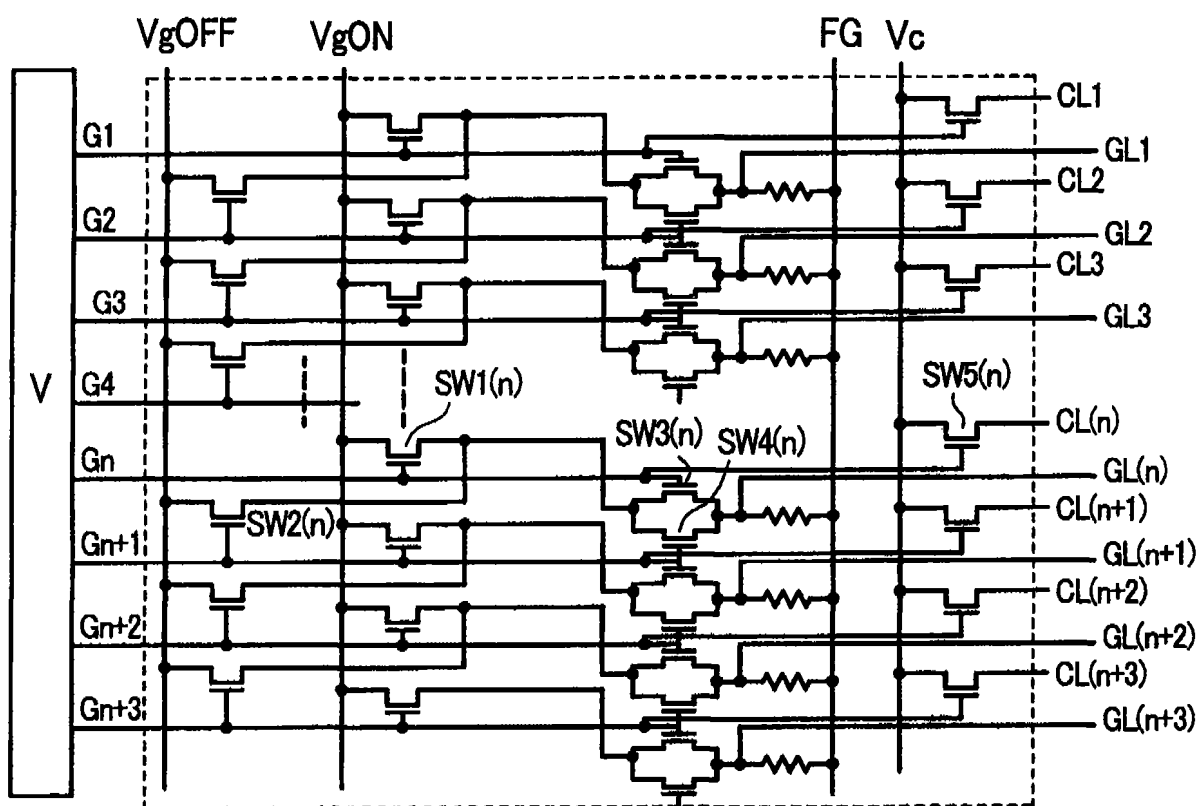 VgOFF VgON FG Vc
CL1
G1
GL1
CL2
G2
GL2
CL3
G3
GL3
V
G4
SW1(n)
SW5(n)
CL(n)
SW3(n)
SW4(n)
Gn
GL(n)
SW2(n)
CL(n+1)
Gn+1
GL(n+1)
CL(n+2)
Gn+2
GL(n+2)
CL(n+3)
Gn+3
GL(n+3)